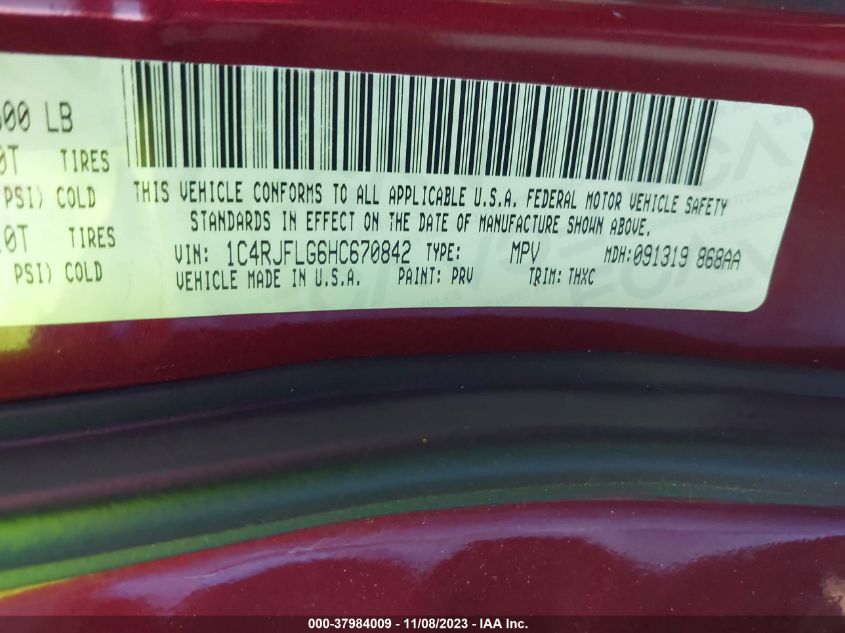 00 LB
0T TIRES
PSI) COLD
0T TIRES
PSI) COLD
THIS VEHICLE CONFORMS TO ALL APPLICABLE U.S.A. FEDERAL MOTOR VEHICLE SAFETY
STANDARDS IN EFFECT ON THE DATE OF MANUFACTURE SHOWN ABOVE.
VIN: 1C4RJFLG6HC670842 TYPE: MPV MDH:091319 868AA
VEHICLE MADE IN U.S.A. PAINT: PRV TRIM: THXC
000-37984009 - 11/08/2023 - IAA Inc.